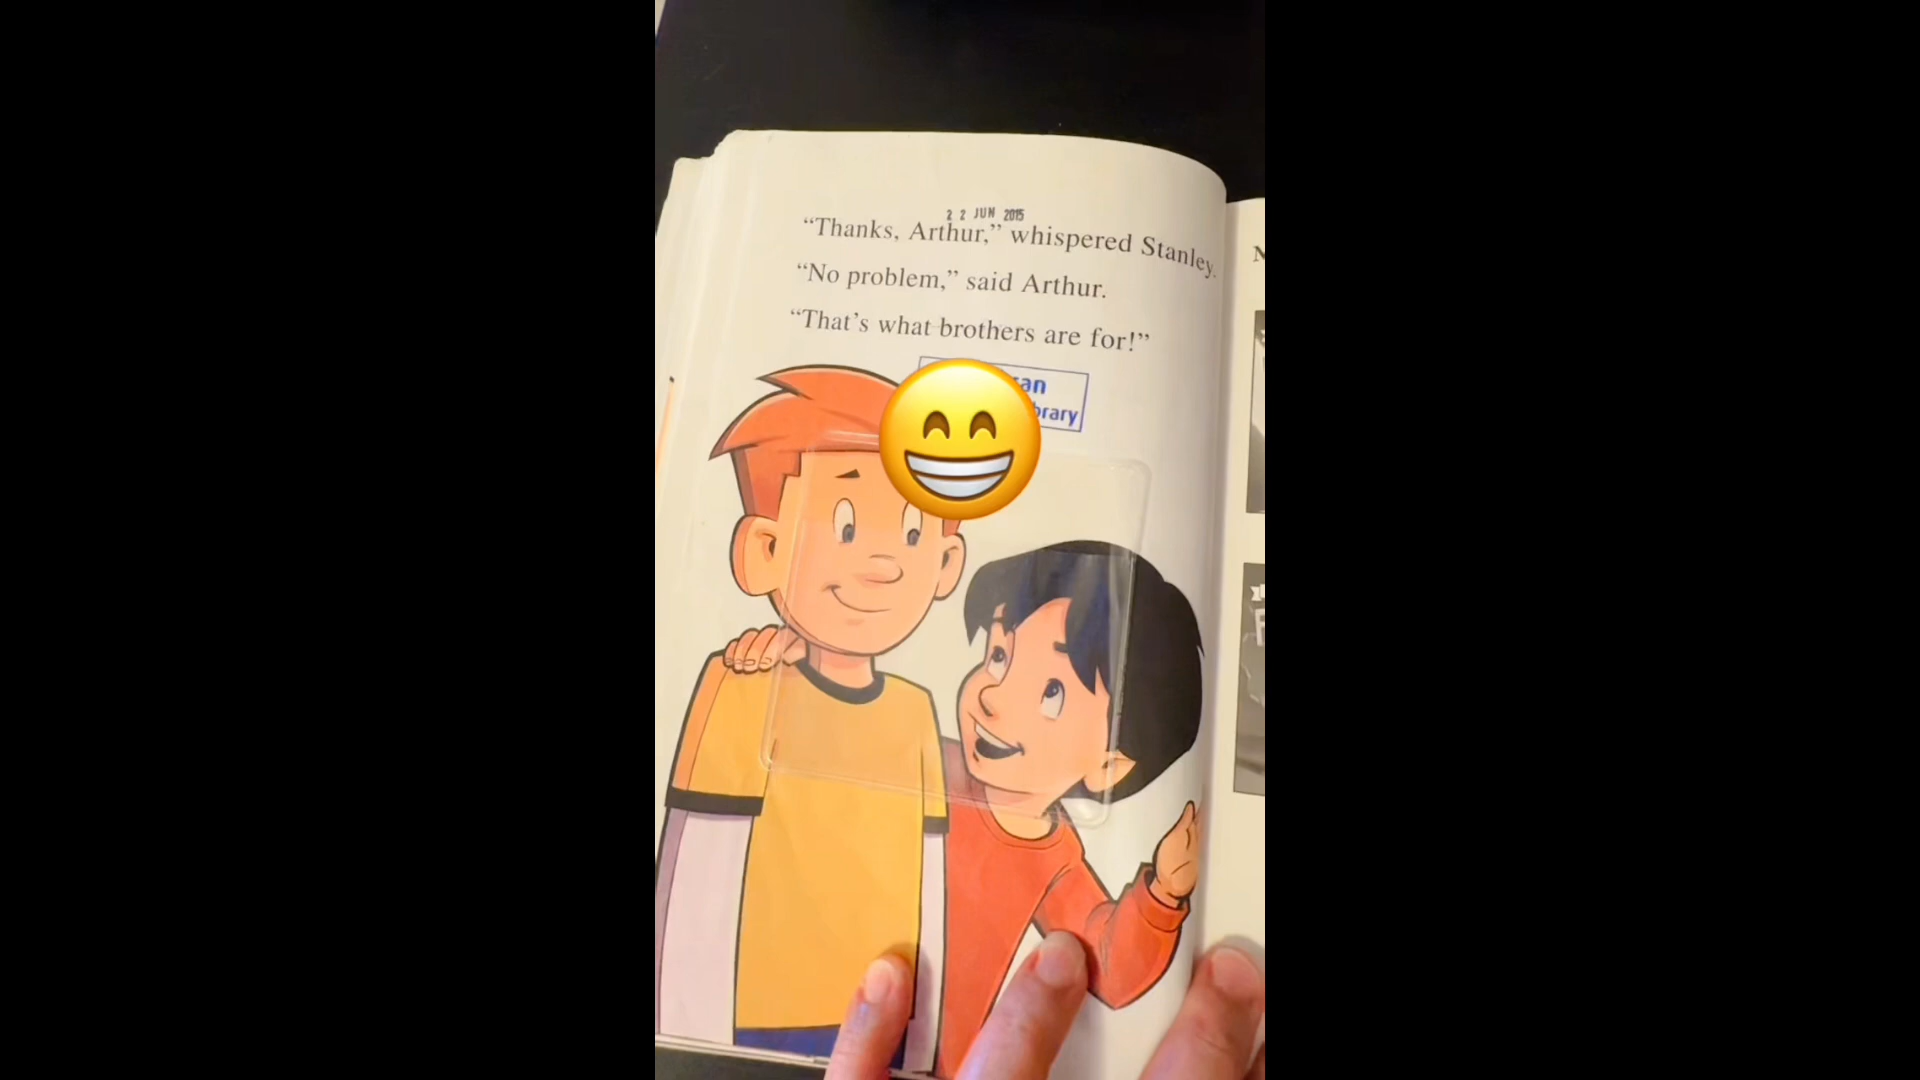 2 2 JUN 2015
“Thanks, Arthur,” whispered Stanley.
“No problem,” said Arthur.
“That’s what brothers are for!”